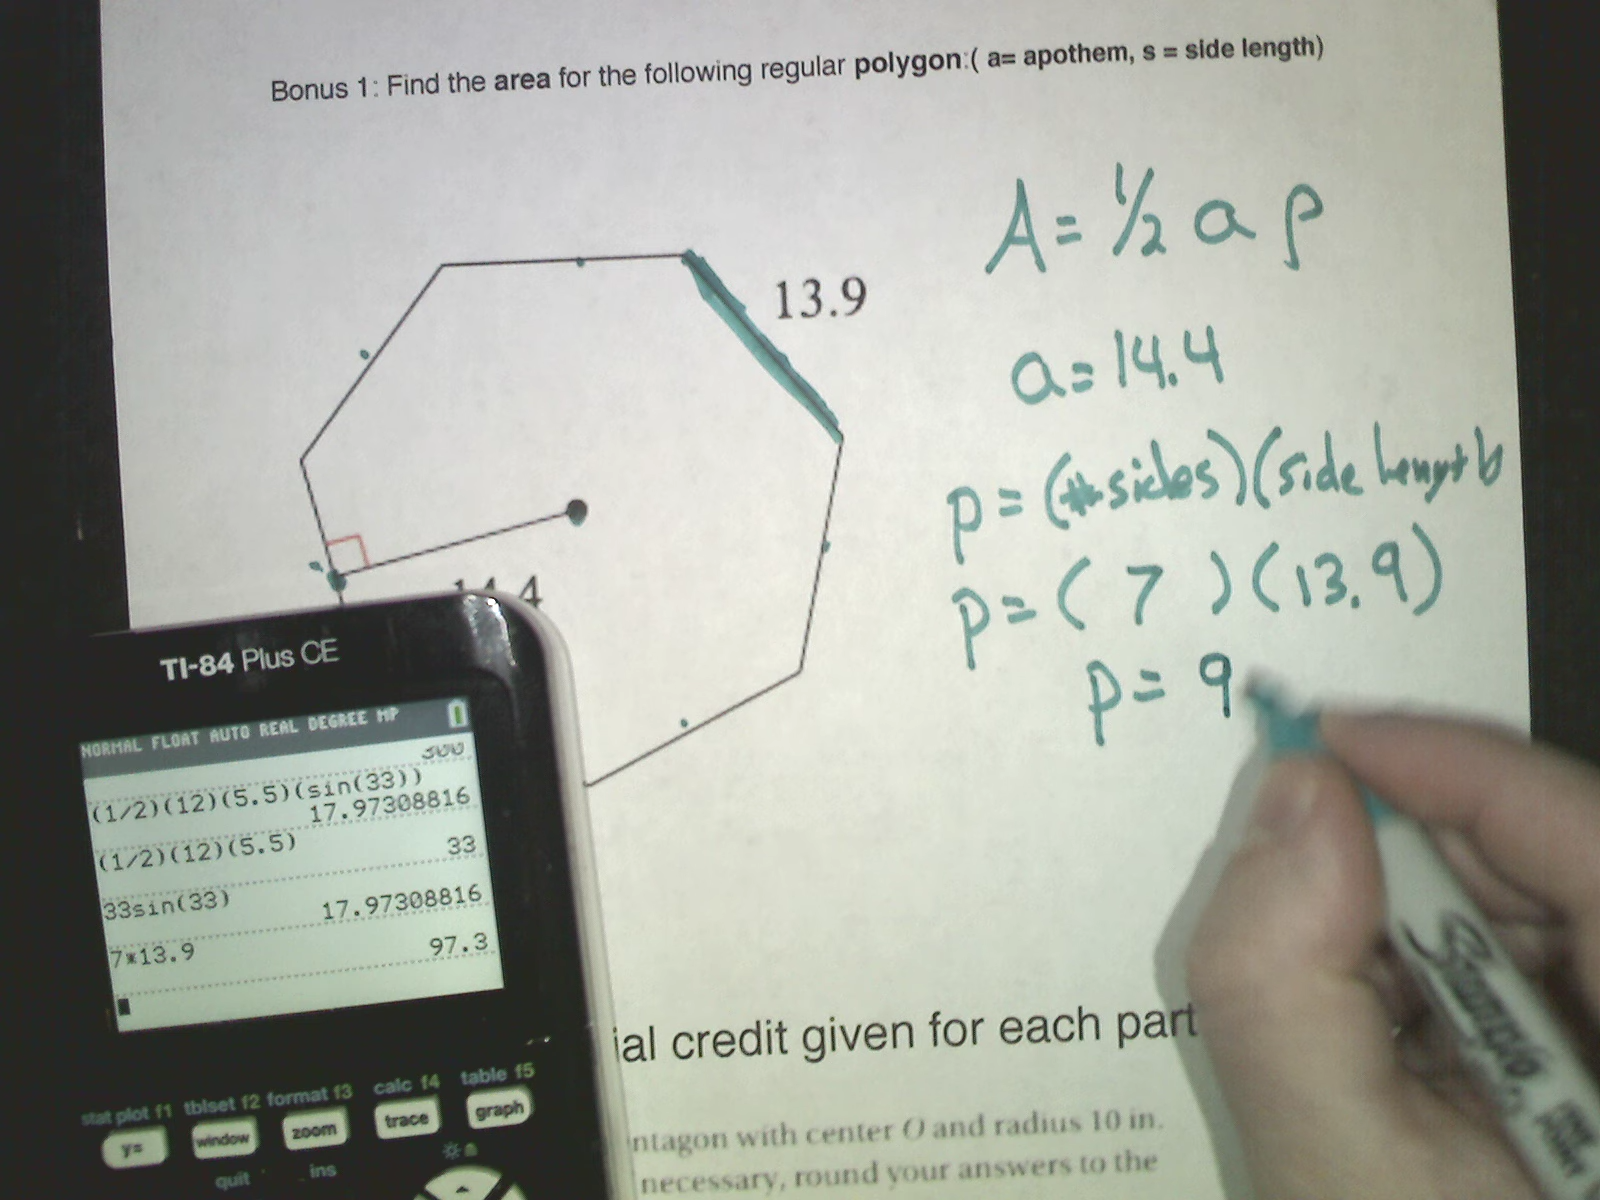 Bonus 1: Find the area for the following regular polygon:( a= apothem, s = side length)
A = 1/2 a p
13.9
a = 14.4
p = (# sides)(side length
p = ( 7 )(13.9)
p = 9
14.4
TI-84 Plus CE
NORMAL FLOAT AUTO REAL DEGREE MP
(1/2)(12)(5.5)(sin(33))
17.97308816
(1/2)(12)(5.5)
33
33sin(33)
17.97308816
7*13.9
97.3
ial credit given for each part
stat plot f1 tblset f2 format f3 calc f4 table f5
y= window zoom trace graph
quit ins
ntagon with center O and radius 10 in.
necessary, round your answers to the
Sharpie